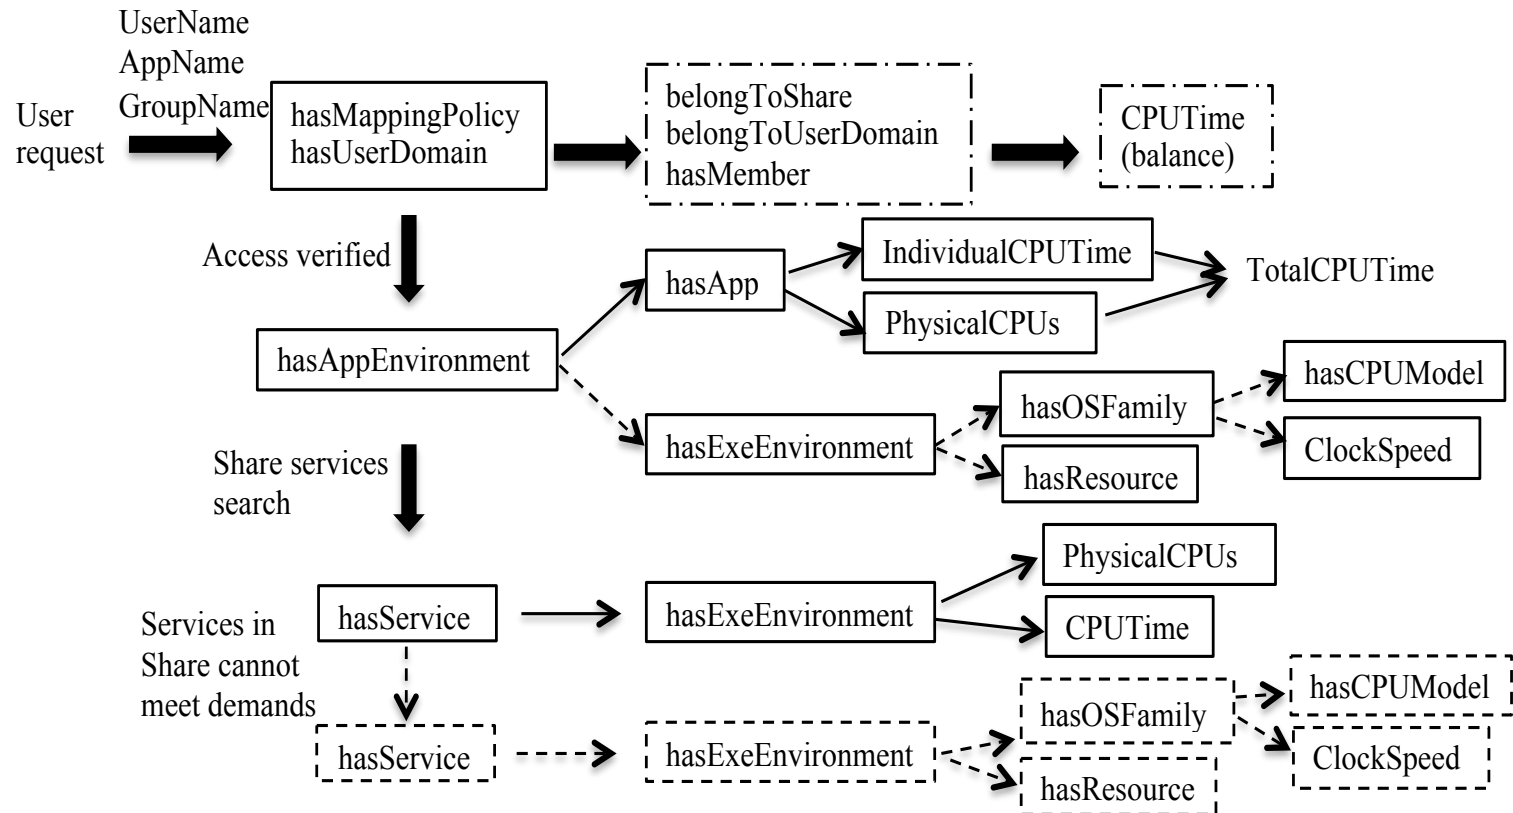 UserName
AppName
GroupName
User
request
hasMappingPolicy
hasUserDomain
belongToShare
belongToUserDomain
hasMember
CPUTime
(balance)
Access verified
hasApp
IndividualCPUTime
PhysicalCPUs
TotalCPUTime
hasAppEnvironment
hasExeEnvironment
hasOSFamily
hasResource
hasCPUModel
ClockSpeed
Share services
search
hasService
hasExeEnvironment
PhysicalCPUs
CPUTime
Services in
Share cannot
meet demands
hasService
hasExeEnvironment
hasOSFamily
hasResource
hasCPUModel
ClockSpeed